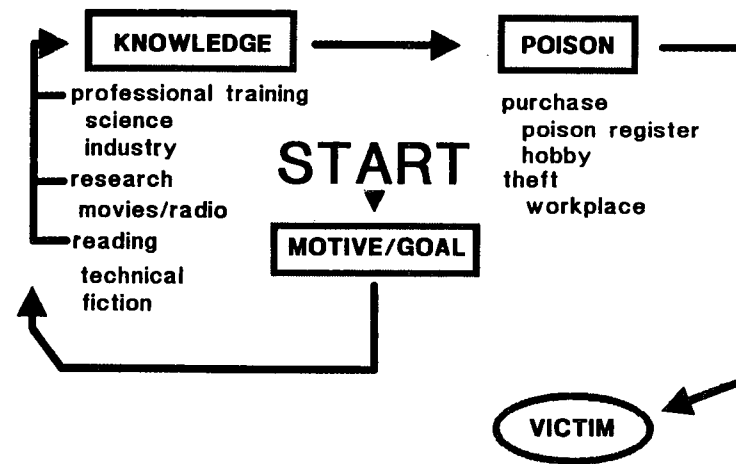 KNOWLEDGE
professional training
science
industry
research
movies/radio
reading
technical
fiction
START
MOTIVE/GOAL
POISON
purchase
poison register
hobby
theft
workplace
VICTIM